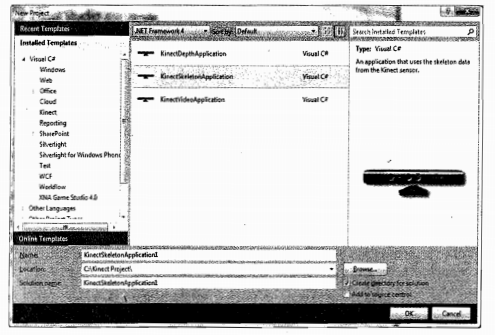 New Project
Recent Templates
.NET Framework 4
Sort by: Default
Search Installed Templates
Installed Templates
Visual C#
Windows
Web
Office
Cloud
Kinect
Reporting
SharePoint
Silverlight
Silverlight for Windows Phone
Test
WCF
Workflow
XNA Game Studio 4.0
Other Languages
Other Project Types
Online Templates
KinectDepthApplication Visual C#
KinectSkeletonApplication Visual C#
KinectVideoApplication Visual C#
Type: Visual C#
An application that uses the skeleton data
from the Kinect sensor.
Name: KinectSkeletonApplication1
Location: C:\Kinect Project\
Browse...
Solution name: KinectSkeletonApplication1
Create directory for solution
Add to source control
OK Cancel